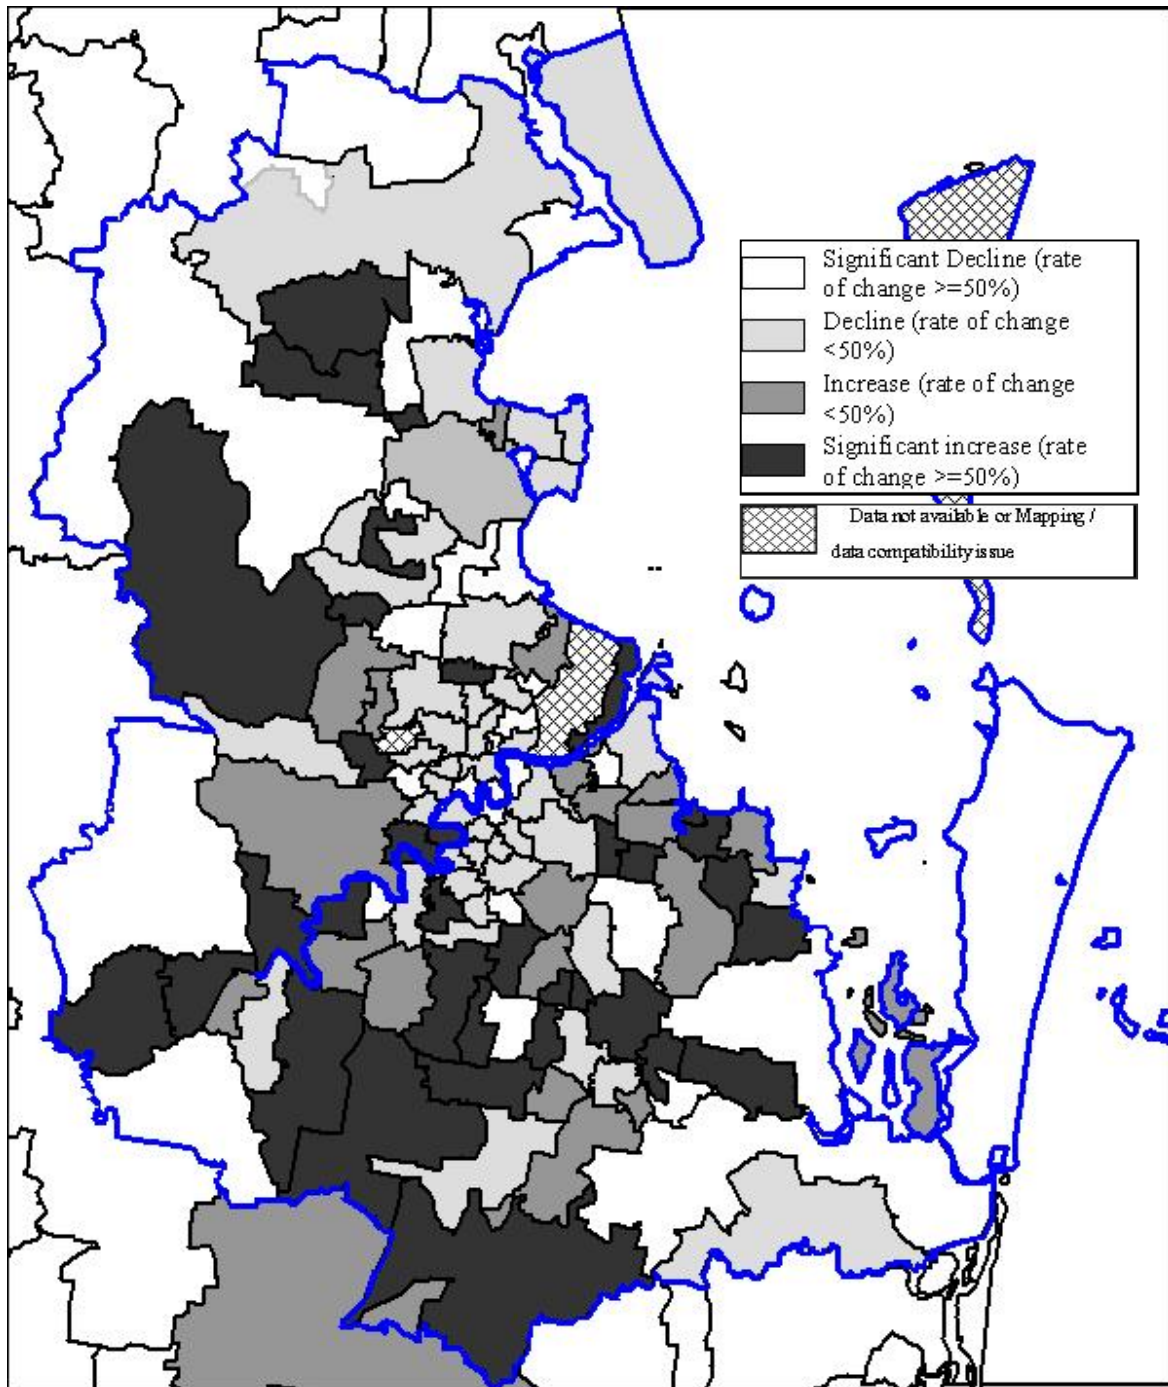 Significant Decline (rate
of change >=50%)
Decline (rate of change
<50%)
Increase (rate of change
<50%)
Significant increase (rate
of change >=50%)
Data not available or Mapping /
data compatibility issue